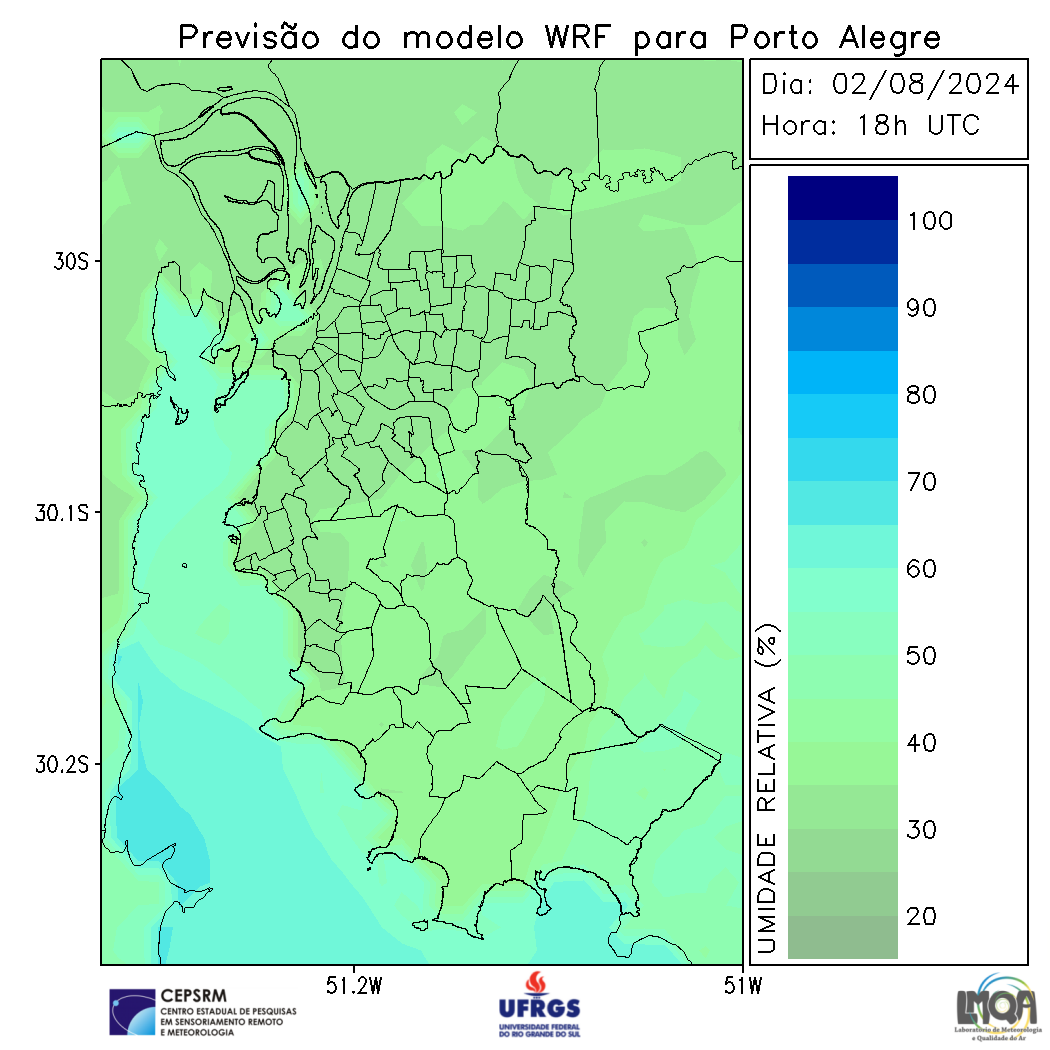 Previsão do modelo WRF para Porto Alegre
Dia: 02/08/2024
Hora: 18h UTC
30S
30.1S
30.2S
51.2W
51W
100
90
80
70
60
50
40
30
20
UMIDADE RELATIVA (%)
CEPSRM
CENTRO ESTADUAL DE PESQUISAS
EM SENSORIAMENTO REMOTO
E METEOROLOGIA
UFRGS
UNIVERSIDADE FEDERAL
DO RIO GRANDE DO SUL
LMQA
Laboratório de Meteorologia
e Qualidade do Ar